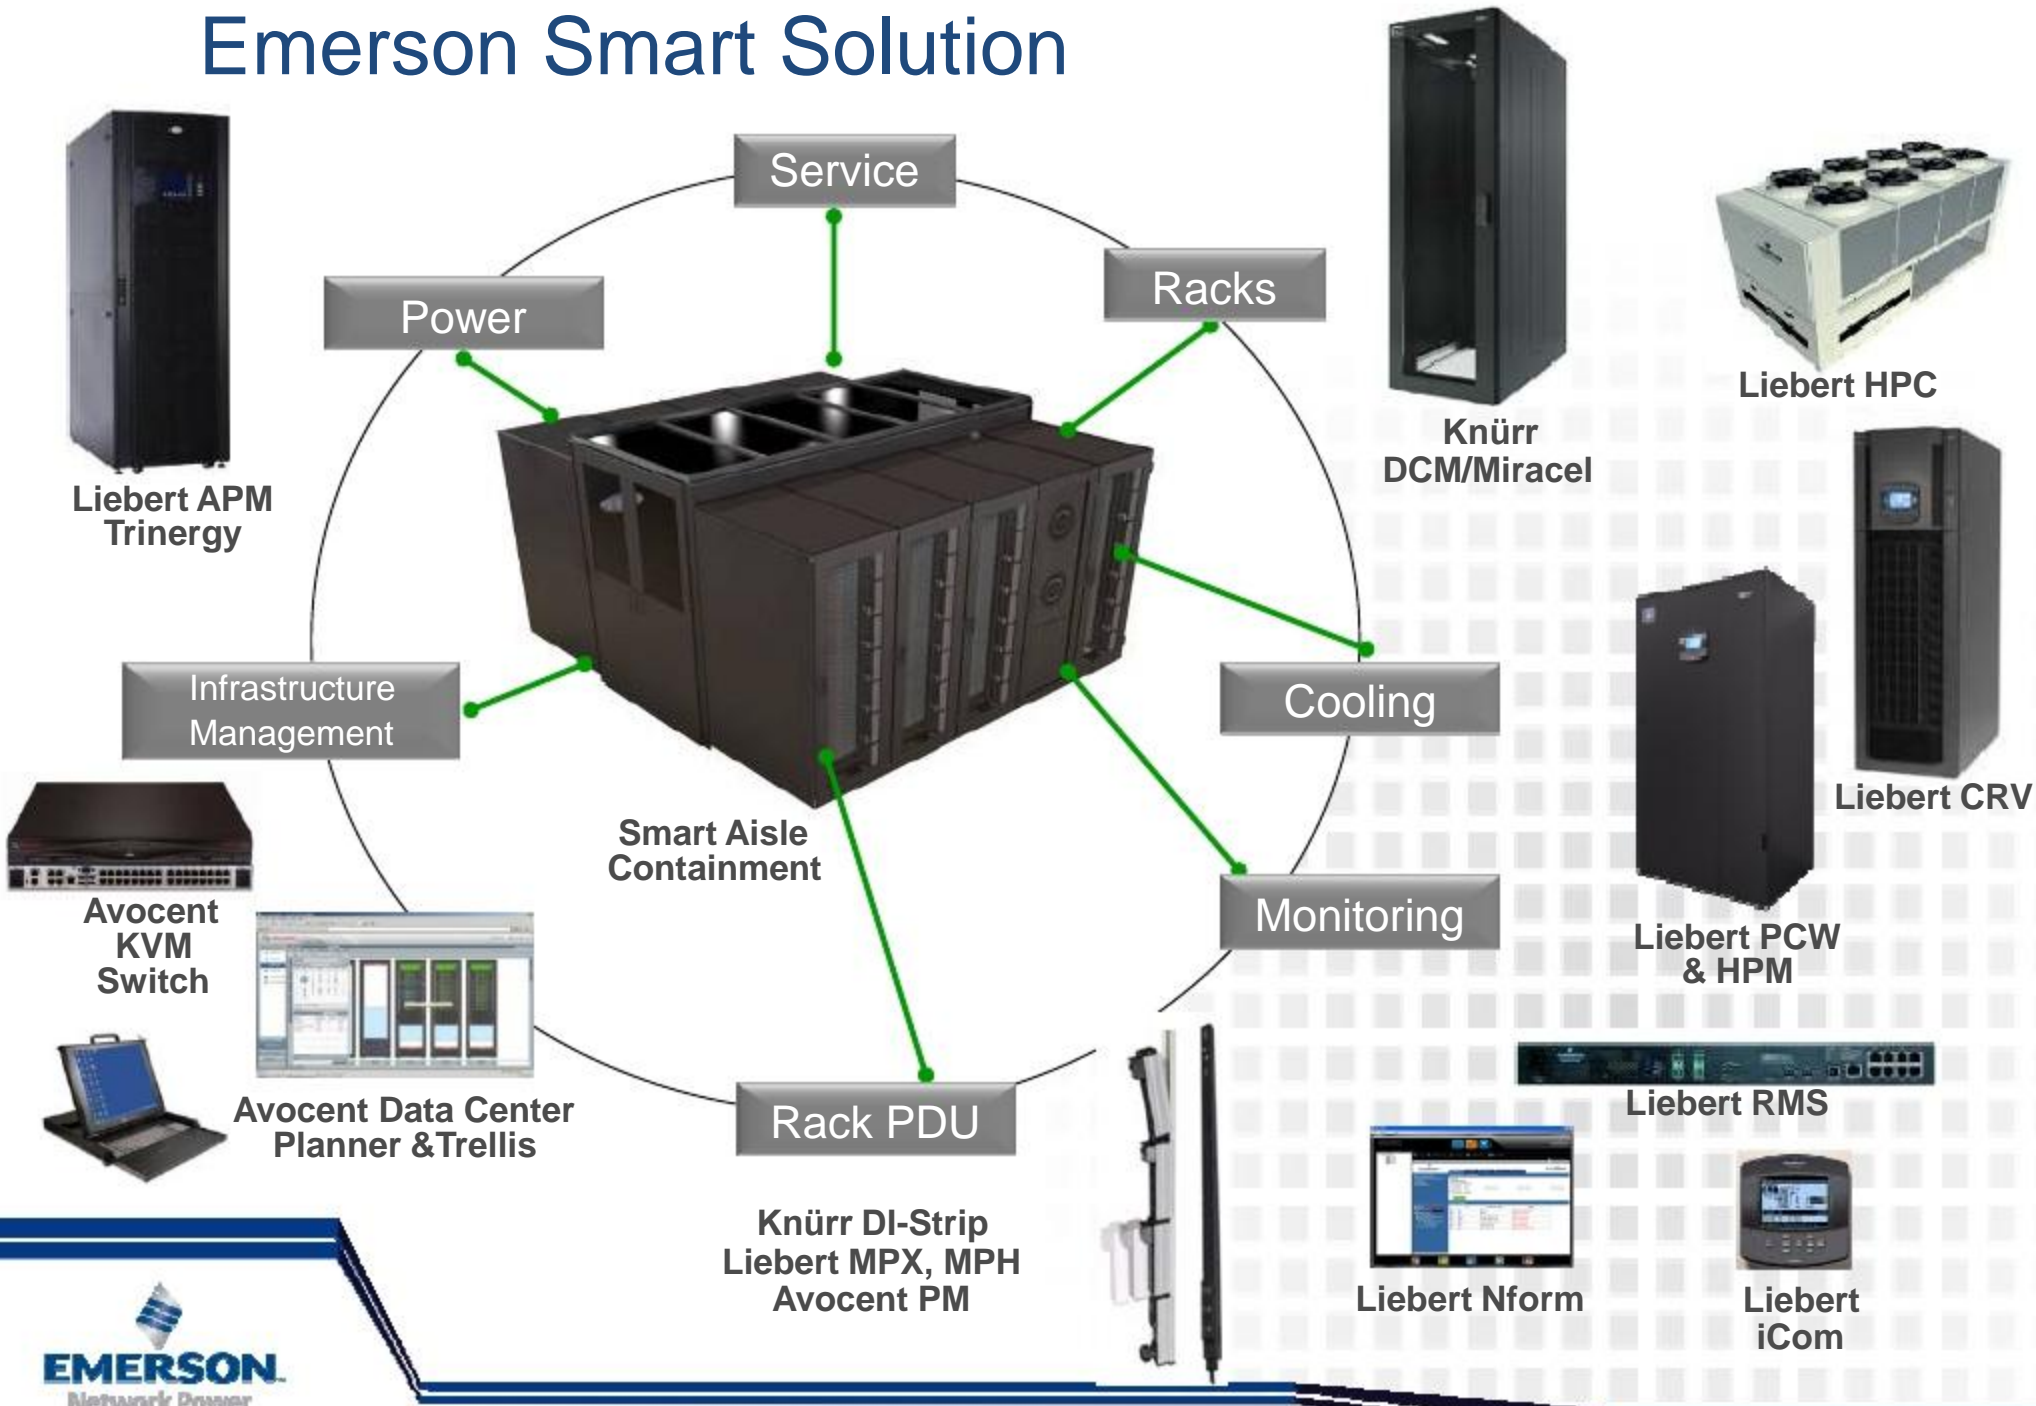 Emerson Smart Solution
Service
Racks
Power
Liebert HPC
Knürr
DCM/Miracel
Liebert APM
Trinergy
Infrastructure
Management
Cooling
Liebert CRV
Smart Aisle
Containment
Monitoring
Avocent
KVM
Switch
Liebert PCW
& HPM
Avocent Data Center
Planner &Trellis
Rack PDU
Liebert RMS
Knürr DI-Strip
Liebert MPX, MPH
Avocent PM
Liebert Nform
Liebert
iCom
EMERSON
Network Power